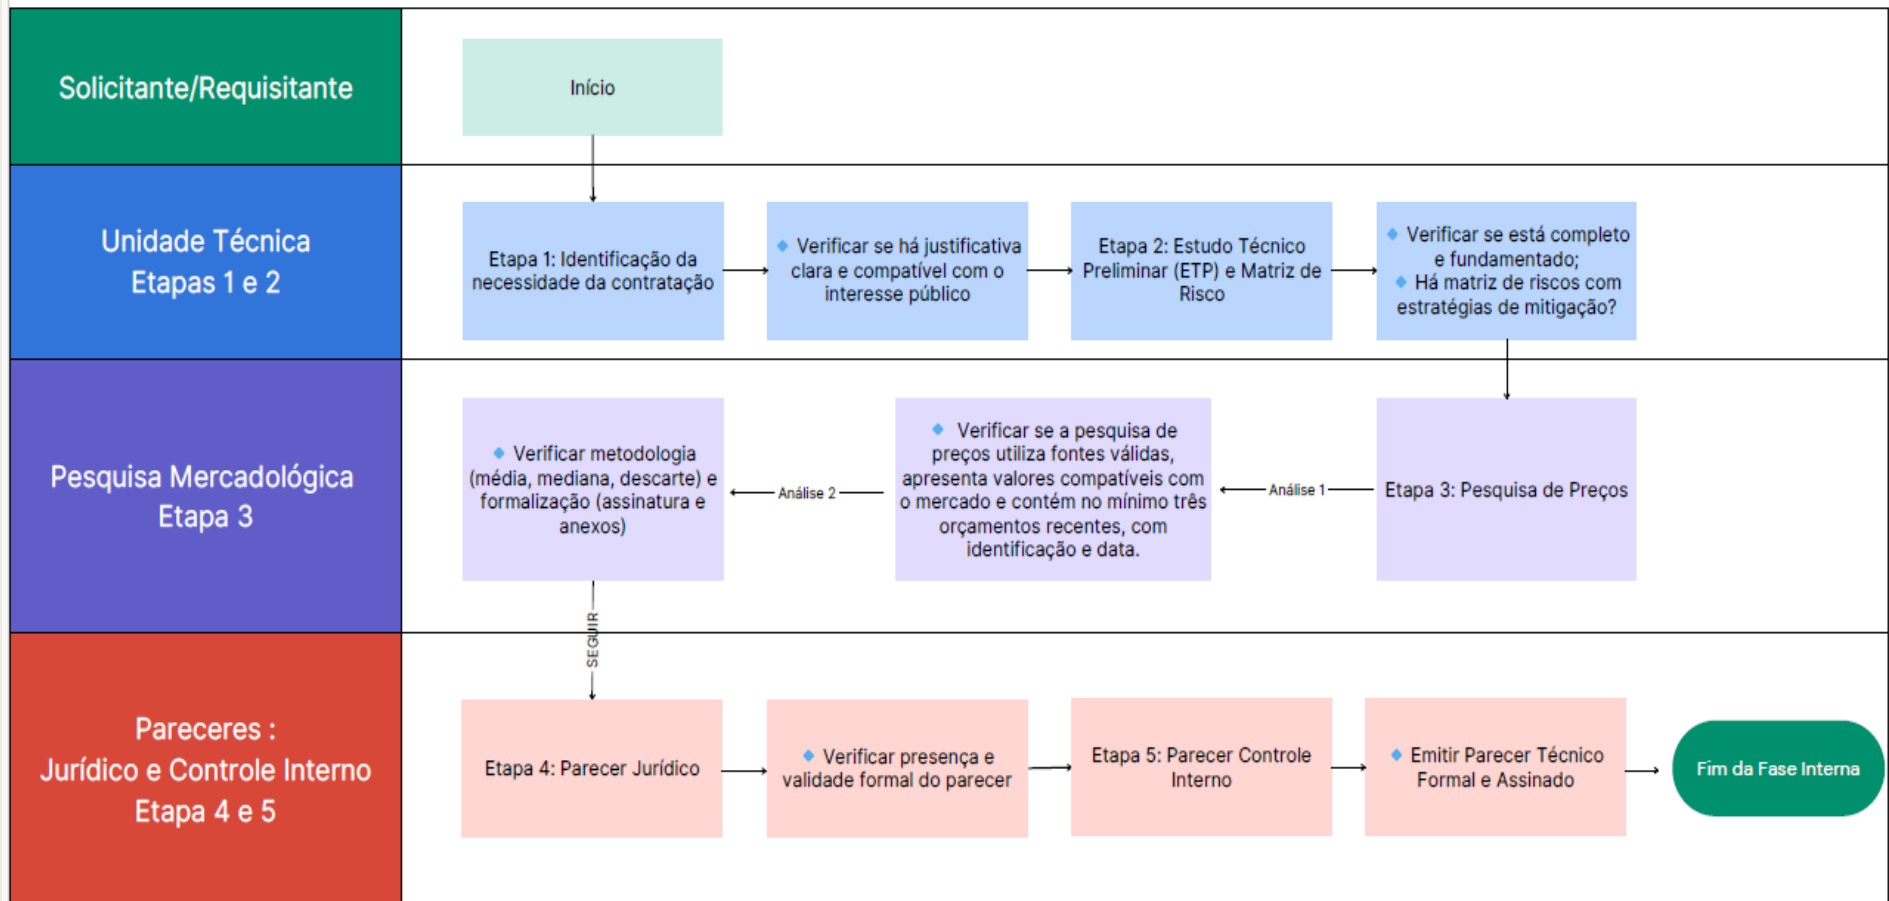 Solicitante/Requisitante
Início
Unidade Técnica
Etapas 1 e 2
Etapa 1: Identificação da
necessidade da contratação
Verificar se há justificativa
clara e compatível com o
interesse público
Etapa 2: Estudo Técnico
Preliminar (ETP) e Matriz de
Risco
Verificar se está completo
e fundamentado;
Há matriz de riscos com
estratégias de mitigação?
Pesquisa Mercadológica
Etapa 3
Verificar metodologia
(média, mediana, descarte) e
formalização (assinatura e
anexos)
Análise 2
Verificar se a pesquisa de
preços utiliza fontes válidas,
apresenta valores compatíveis com
o mercado e contém no mínimo três
orçamentos recentes, com
identificação e data.
Análise 1
Etapa 3: Pesquisa de Preços
SEGUIR
Pareceres :
Jurídico e Controle Interno
Etapa 4 e 5
Etapa 4: Parecer Jurídico
Verificar presença e
validade formal do parecer
Etapa 5: Parecer Controle
Interno
Emitir Parecer Técnico
Formal e Assinado
Fim da Fase Interna